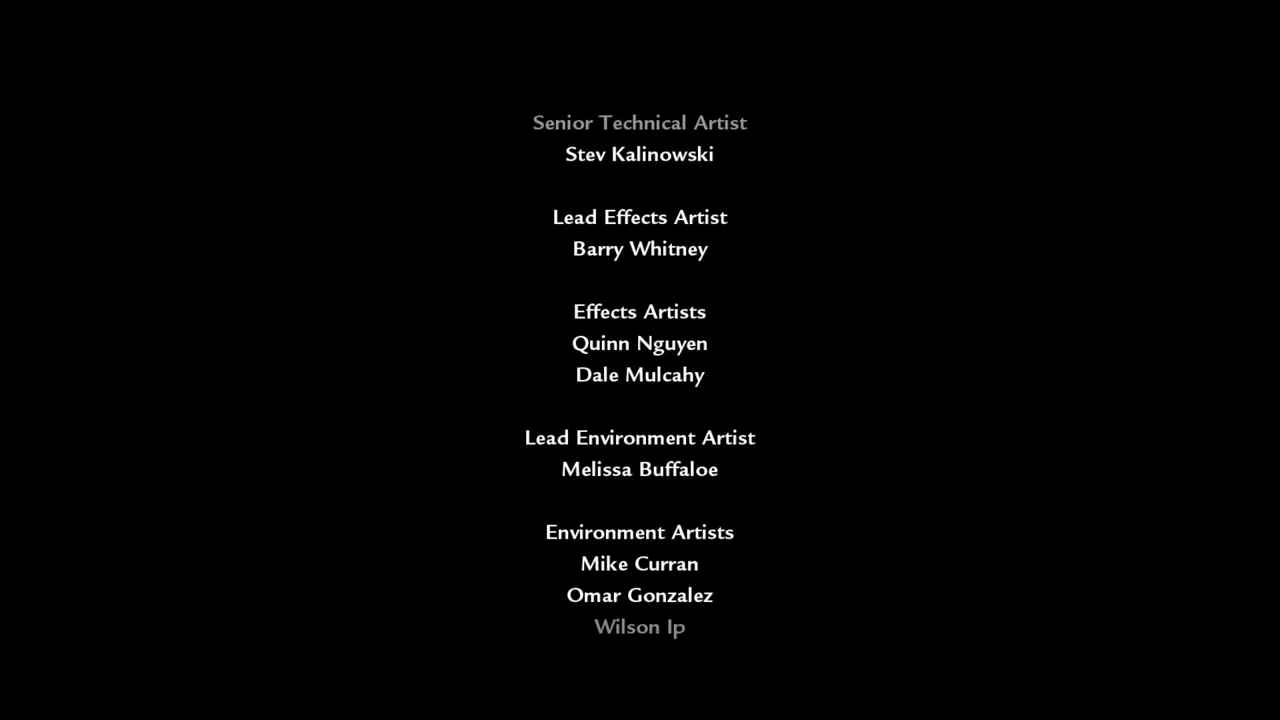 Senior Technical Artist
Stev Kalinowski
Lead Effects Artist
Barry Whitney
Effects Artists
Quinn Nguyen
Dale Mulcahy
Lead Environment Artist
Melissa Buffaloe
Environment Artists
Mike Curran
Omar Gonzalez
Wilson Ip